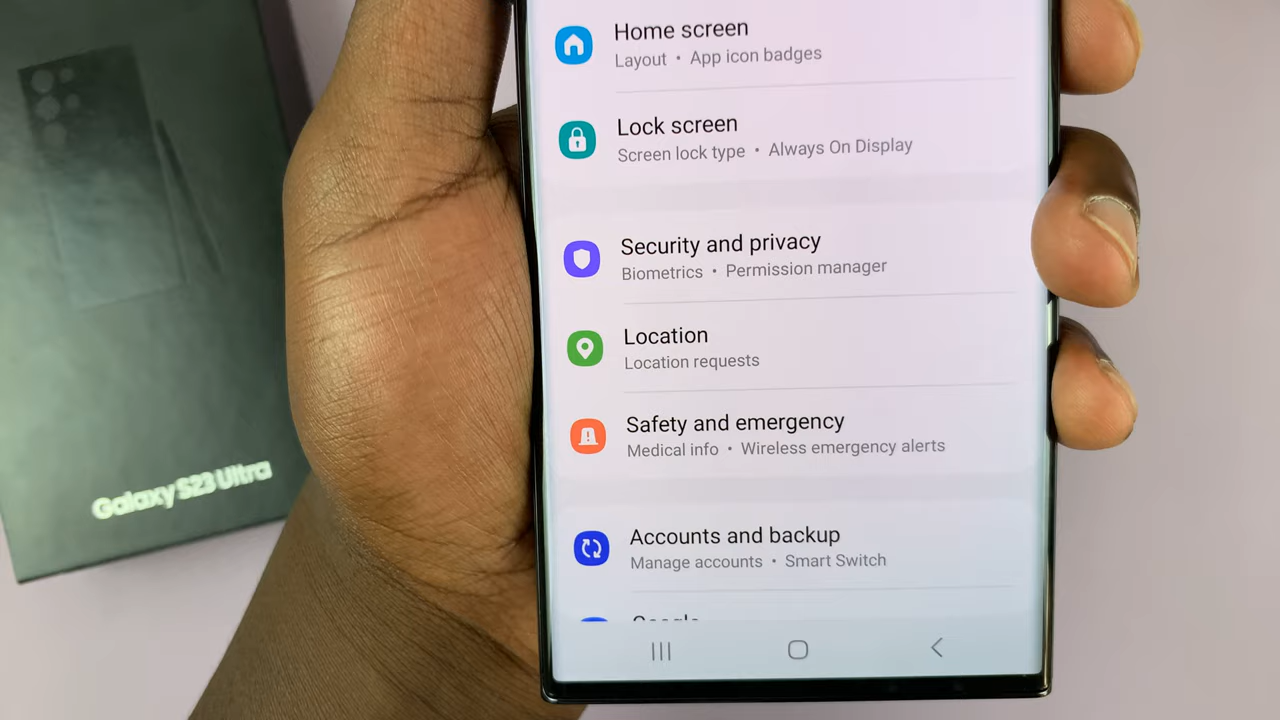 Home screen
Layout • App icon badges
Lock screen
Screen lock type • Always On Display
Security and privacy
Biometrics • Permission manager
Location
Location requests
Safety and emergency
Medical info • Wireless emergency alerts
Accounts and backup
Manage accounts • Smart Switch
Google
Galaxy S23 Ultra